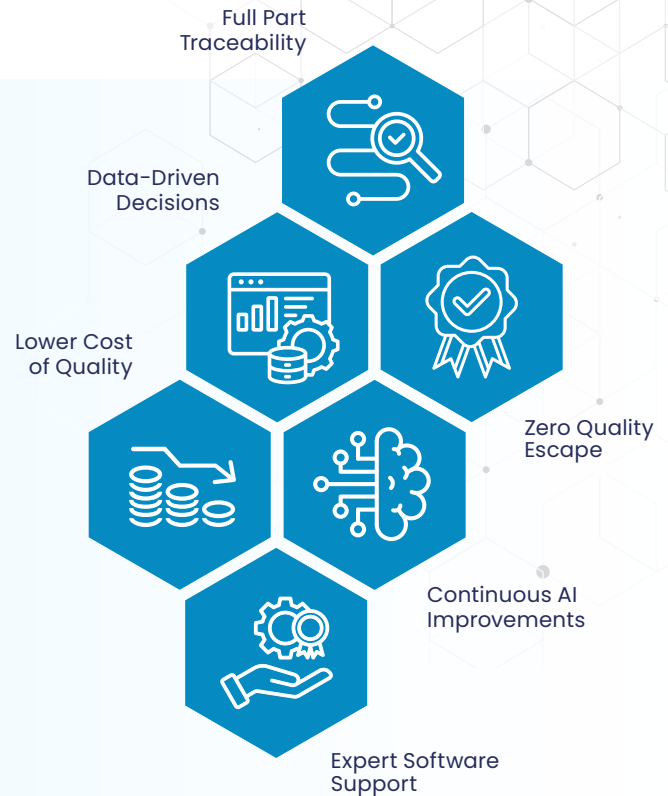 Full Part
Traceability
Data-Driven
Decisions
Lower Cost
of Quality
Zero Quality
Escape
Continuous AI
Improvements
Expert Software
Support